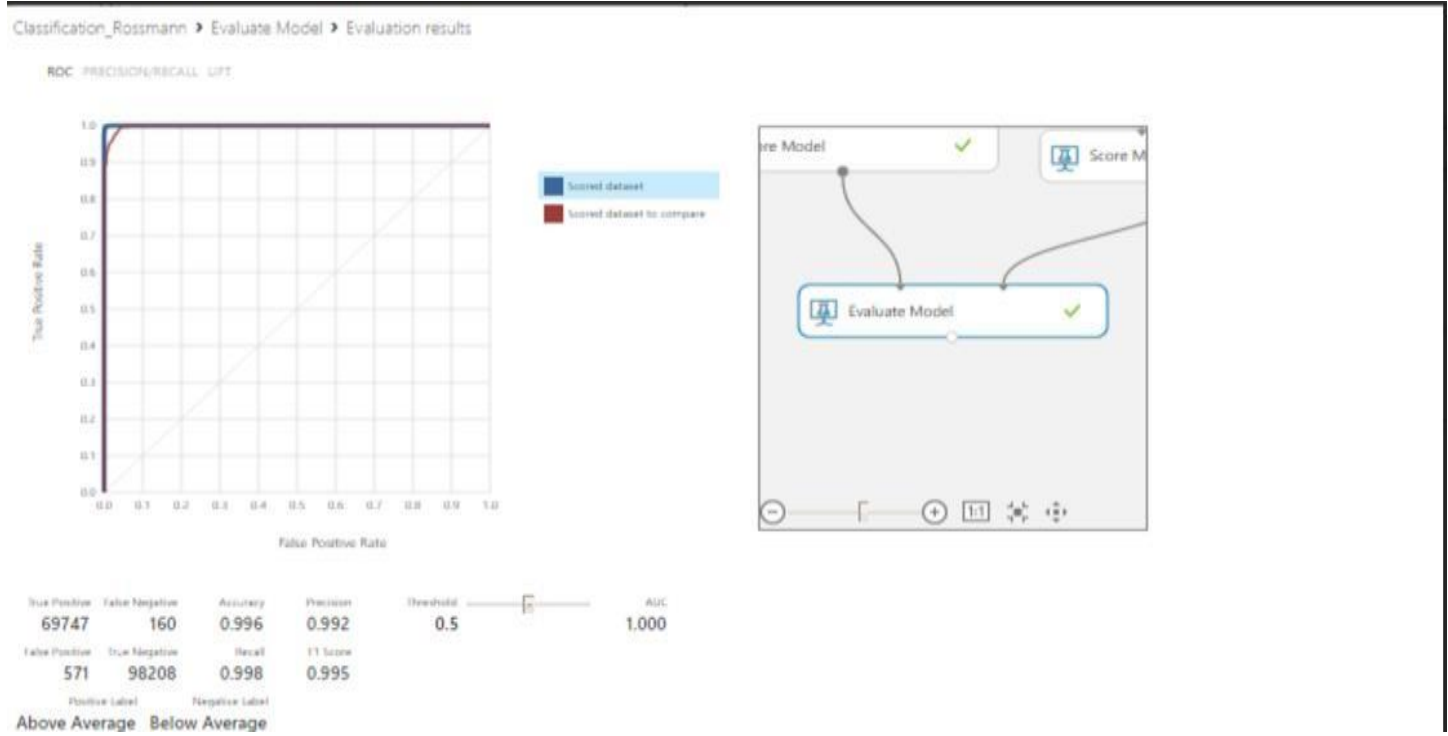 Classification_Rossmann › Evaluate Model › Evaluation results
ROC PRECISION/RECALL LIFT
1.0
0.9
0.8
0.7
0.6
0.5
0.4
0.3
0.2
0.1
0.0
True Positive Rate
0.0 0.1 0.2 0.3 0.4 0.5 0.6 0.7 0.8 0.9 1.0
False Positive Rate
Scored dataset
Scored dataset to compare
re Model
Score M
Evaluate Model
1:1
True Positive False Negative Accuracy Precision Threshold AUC
69747 160 0.996 0.992 0.5 1.000
False Positive True Negative Recall F1 Score
571 98208 0.998 0.995
Positive Label Negative Label
Above Average Below Average